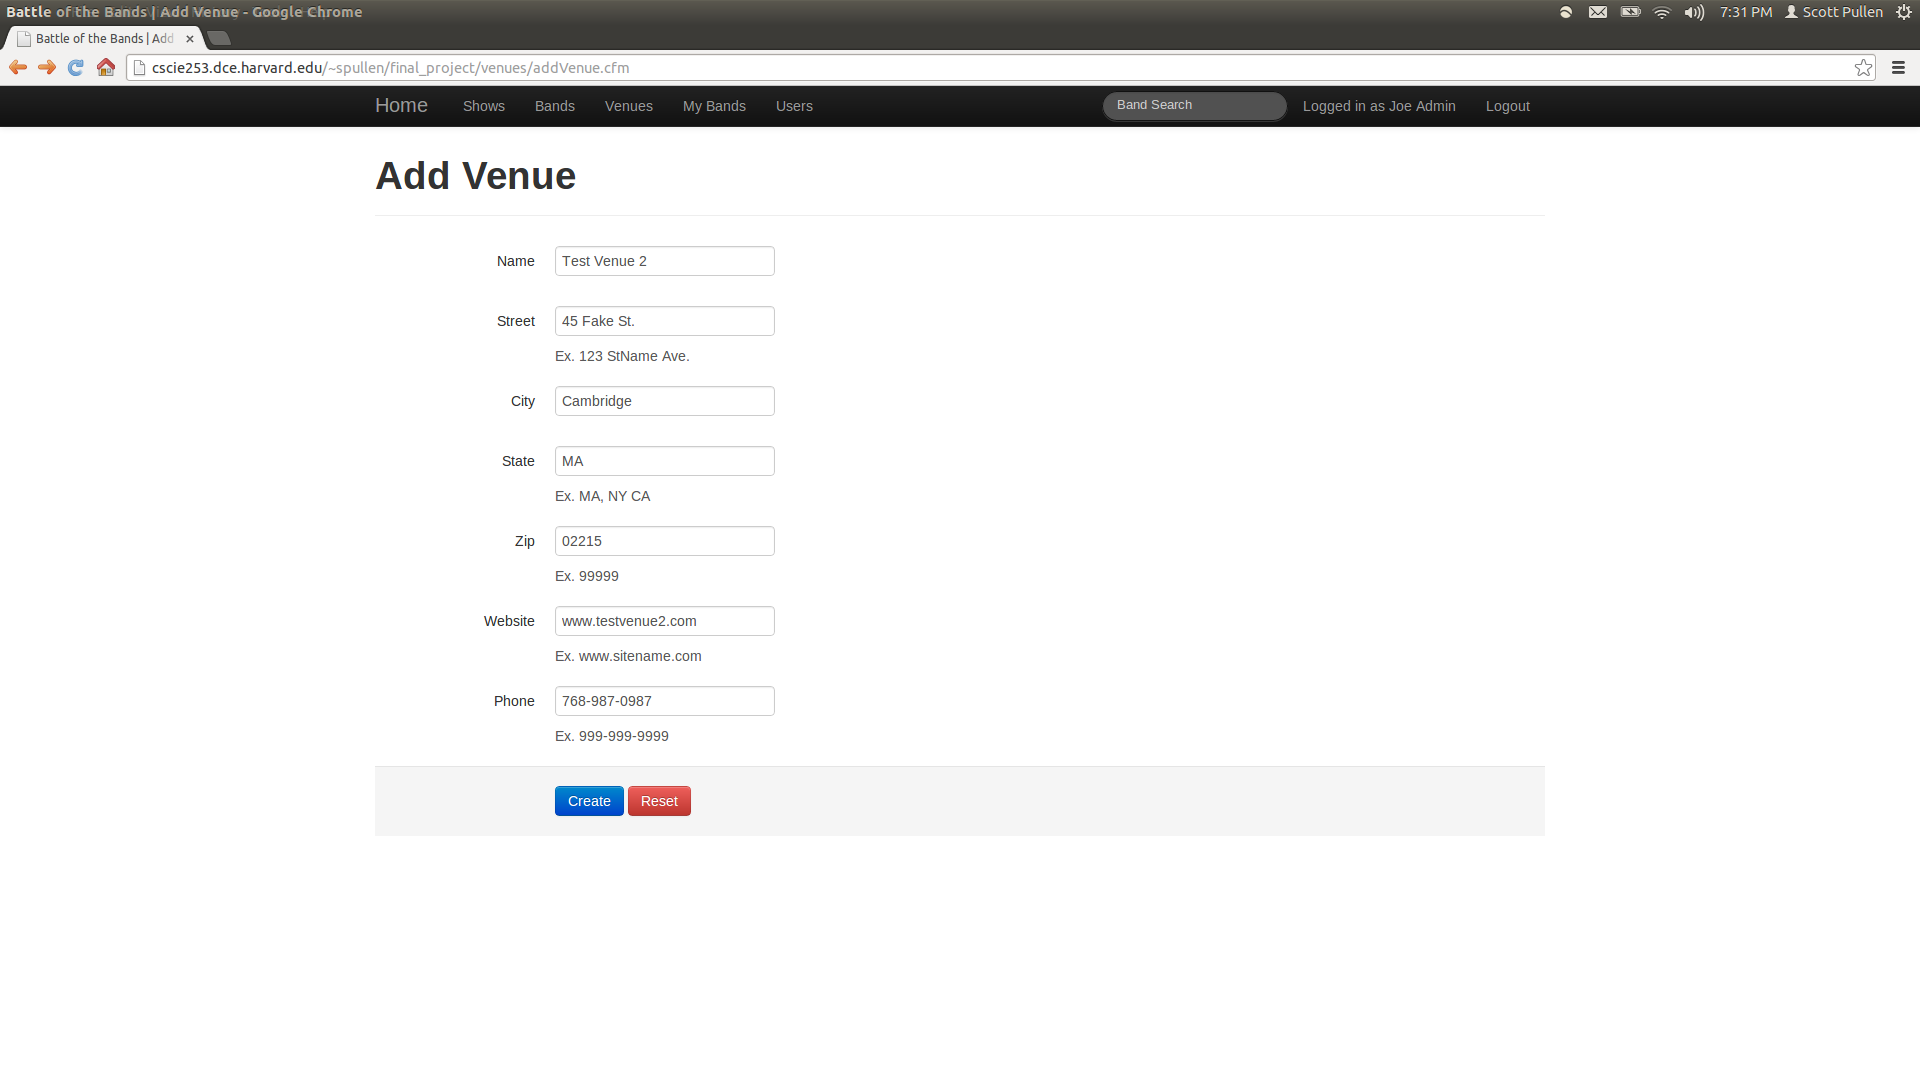 Battle of the Bands | Add Venue - Google Chrome
7:31 PM Scott Pullen
Battle of the Bands | Add
cscie253.dce.harvard.edu/~spullen/final_project/venues/addVenue.cfm
Home Shows Bands Venues My Bands Users Band Search Logged in as Joe Admin Logout
Add Venue
Name Test Venue 2
Street 45 Fake St.
Ex. 123 StName Ave.
City Cambridge
State MA
Ex. MA, NY CA
Zip 02215
Ex. 99999
Website www.testvenue2.com
Ex. www.sitename.com
Phone 768-987-0987
Ex. 999-999-9999
Create Reset